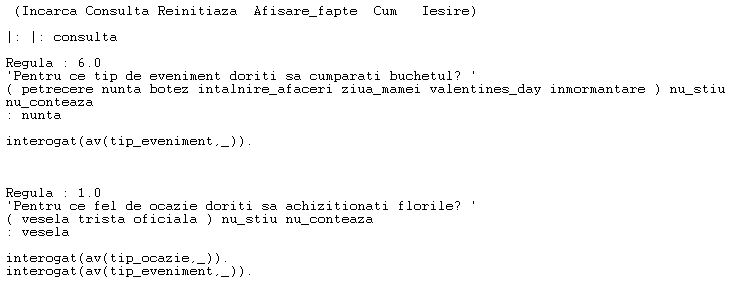 (Incarca Consulta Reinitiaza  Afisare_fapte  Cum   Iesire)
|: |: consulta
Regula : 6.0
'Pentru ce tip de eveniment doriti sa cumparati buchetul? '
( petrecere nunta botez intalnire_afaceri ziua_mamei valentines_day inmormantare ) nu_stiu
nu_conteaza
: nunta
interogat(av(tip_eveniment,_)).
Regula : 1.0
'Pentru ce fel de ocazie doriti sa achizitionati florile? '
( vesela trista oficiala ) nu_stiu nu_conteaza
: vesela
interogat(av(tip_ocazie,_)).
interogat(av(tip_eveniment,_)).